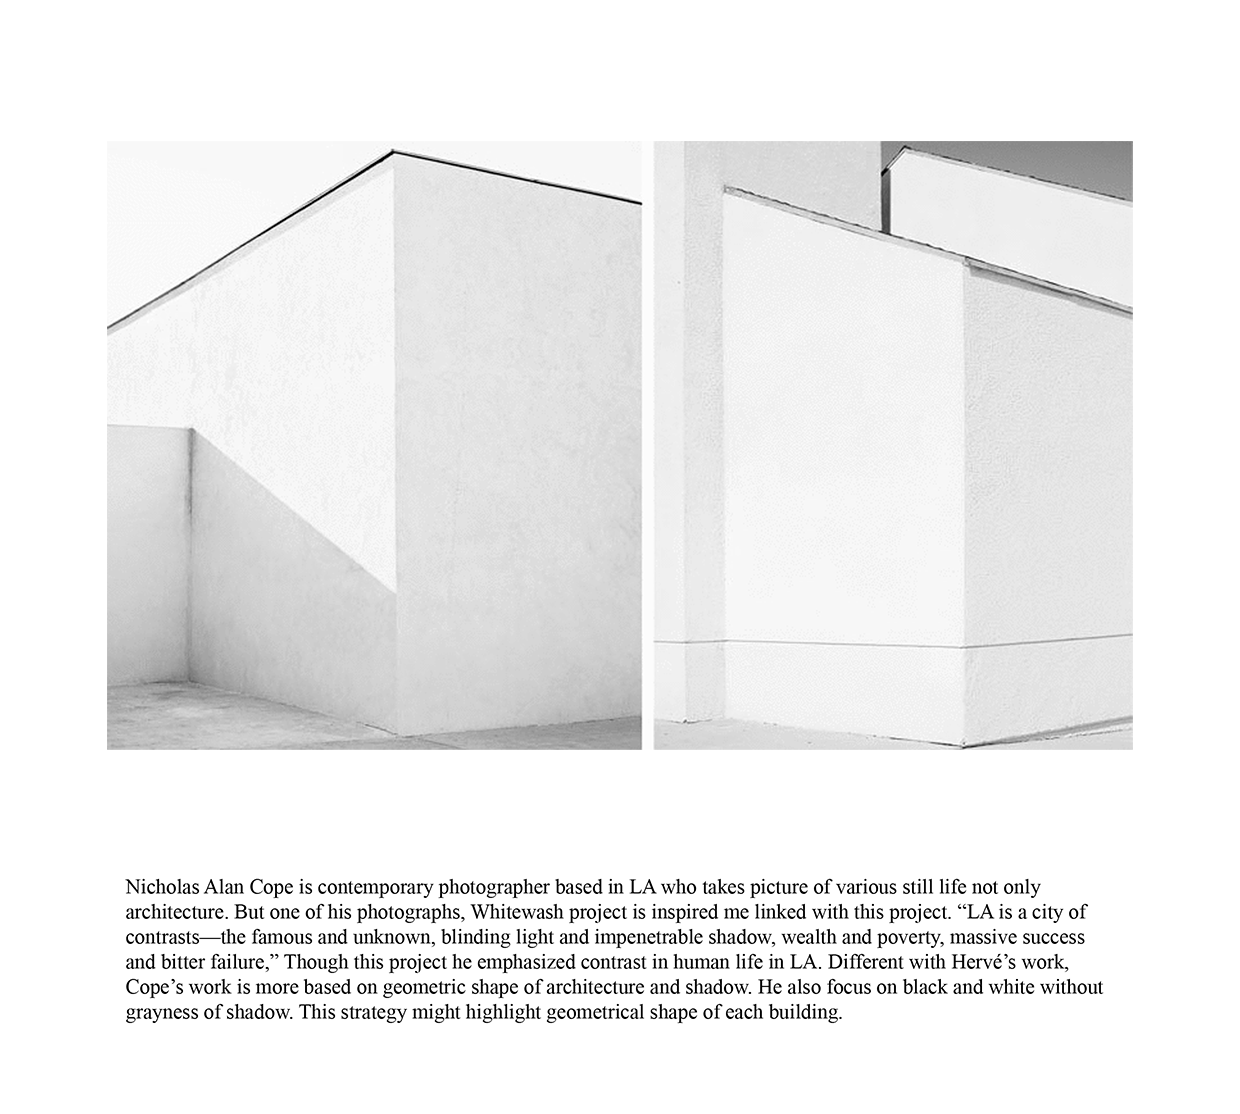 Nicholas Alan Cope is contemporary photographer based in LA who takes picture of various still life not only
architecture. But one of his photographs, Whitewash project is inspired me linked with this project. “LA is a city of
contrasts—the famous and unknown, blinding light and impenetrable shadow, wealth and poverty, massive success
and bitter failure,” Though this project he emphasized contrast in human life in LA. Different with Hervé’s work,
Cope’s work is more based on geometric shape of architecture and shadow. He also focus on black and white without
grayness of shadow. This strategy might highlight geometrical shape of each building.